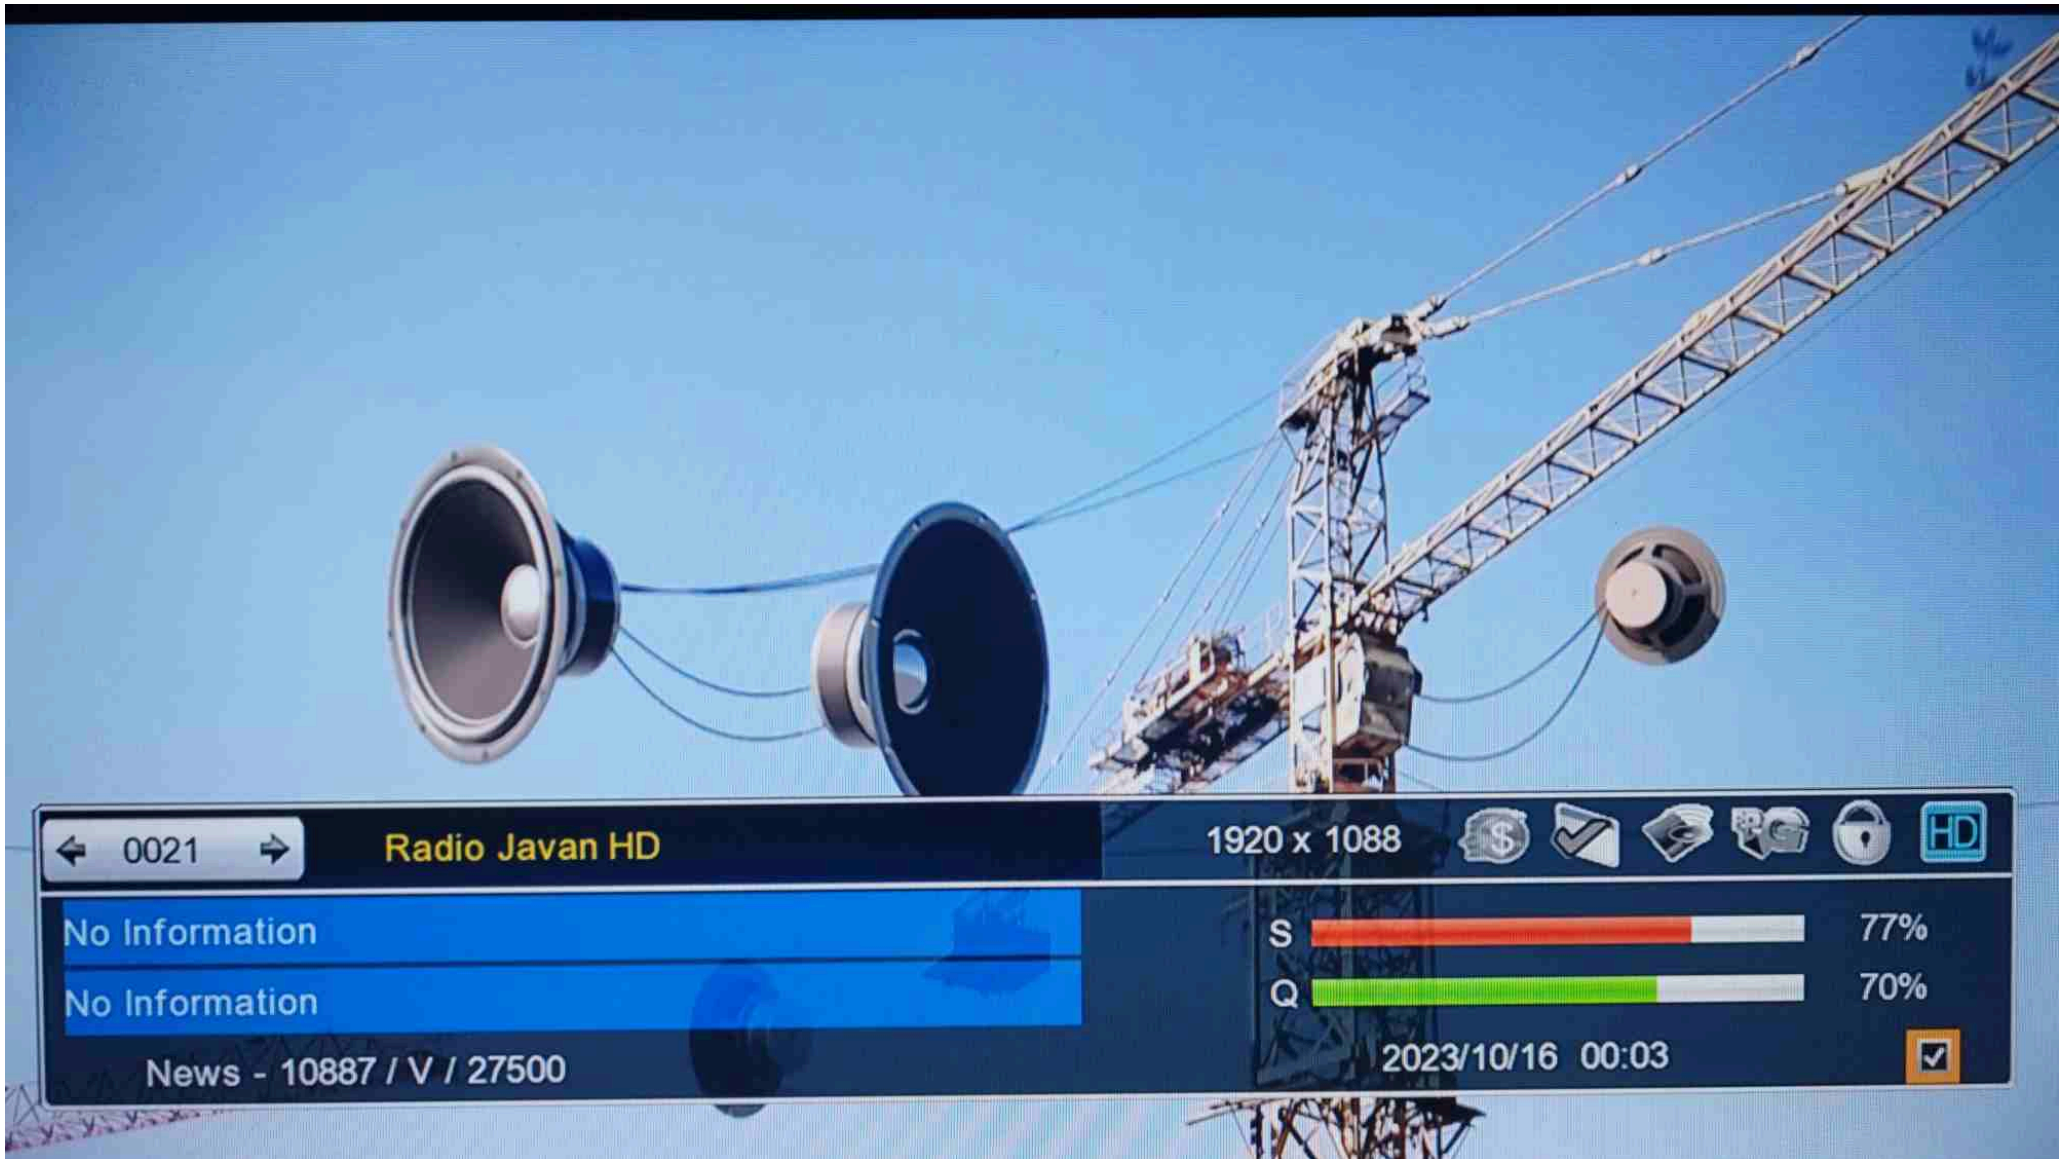 0021
Radio Javan HD
1920 x 1088
HD
No Information
S 77%
No Information
Q 70%
News - 10887 / V / 27500
2023/10/16 00:03